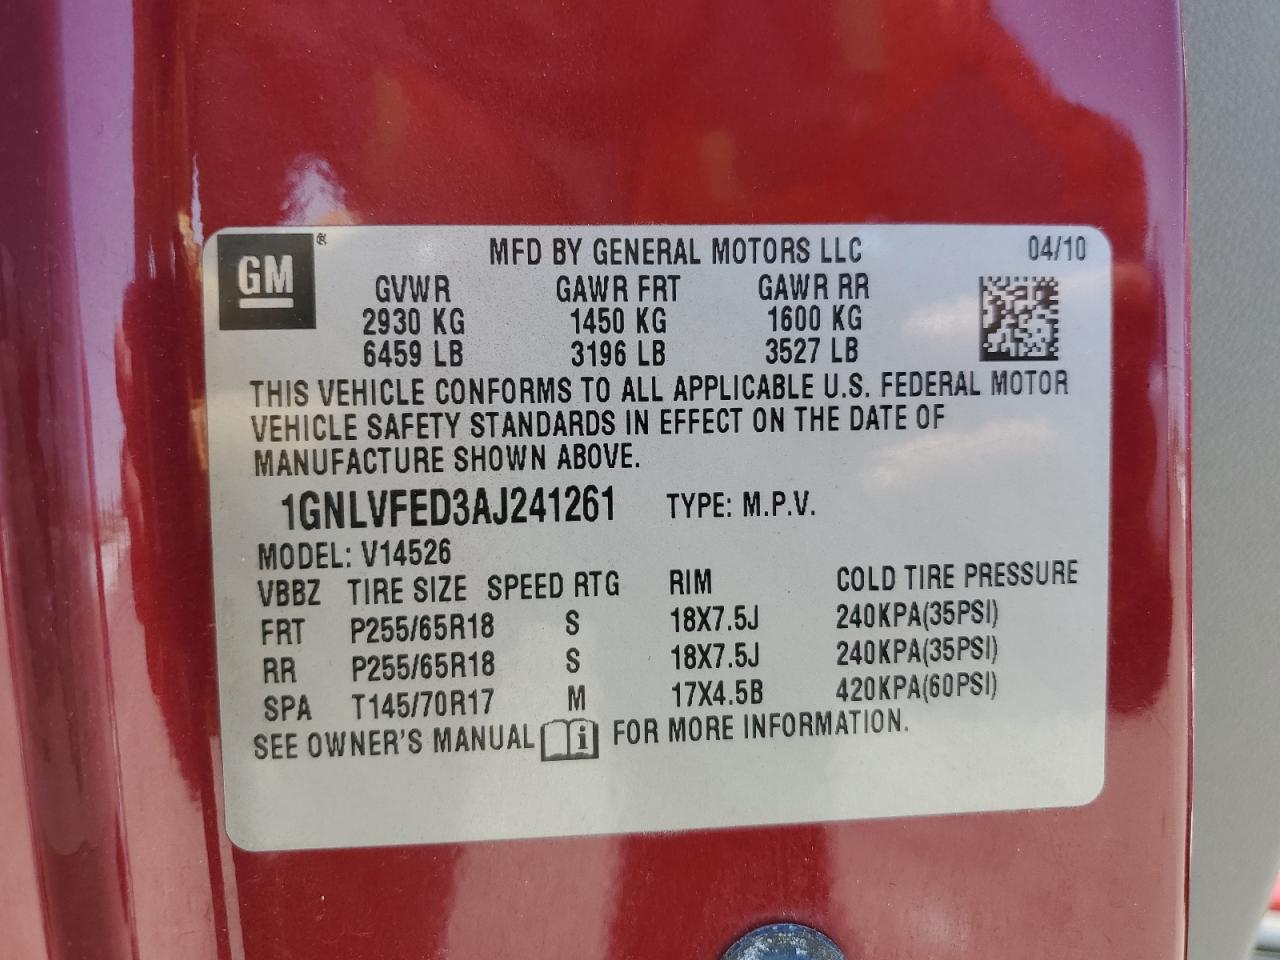 GM ® MFD BY GENERAL MOTORS LLC 04/10
GVWR GAWR FRT GAWR RR
2930 KG 1450 KG 1600 KG
6459 LB 3196 LB 3527 LB
THIS VEHICLE CONFORMS TO ALL APPLICABLE U.S. FEDERAL MOTOR
VEHICLE SAFETY STANDARDS IN EFFECT ON THE DATE OF
MANUFACTURE SHOWN ABOVE.
1GNLVFED3AJ241261 TYPE: M.P.V.
MODEL: V14526
VBBZ TIRE SIZE SPEED RTG RIM COLD TIRE PRESSURE
FRT P255/65R18 S 18X7.5J 240KPA(35PSI)
RR P255/65R18 S 18X7.5J 240KPA(35PSI)
SPA T145/70R17 M 17X4.5B 420KPA(60PSI)
SEE OWNER'S MANUAL i FOR MORE INFORMATION.